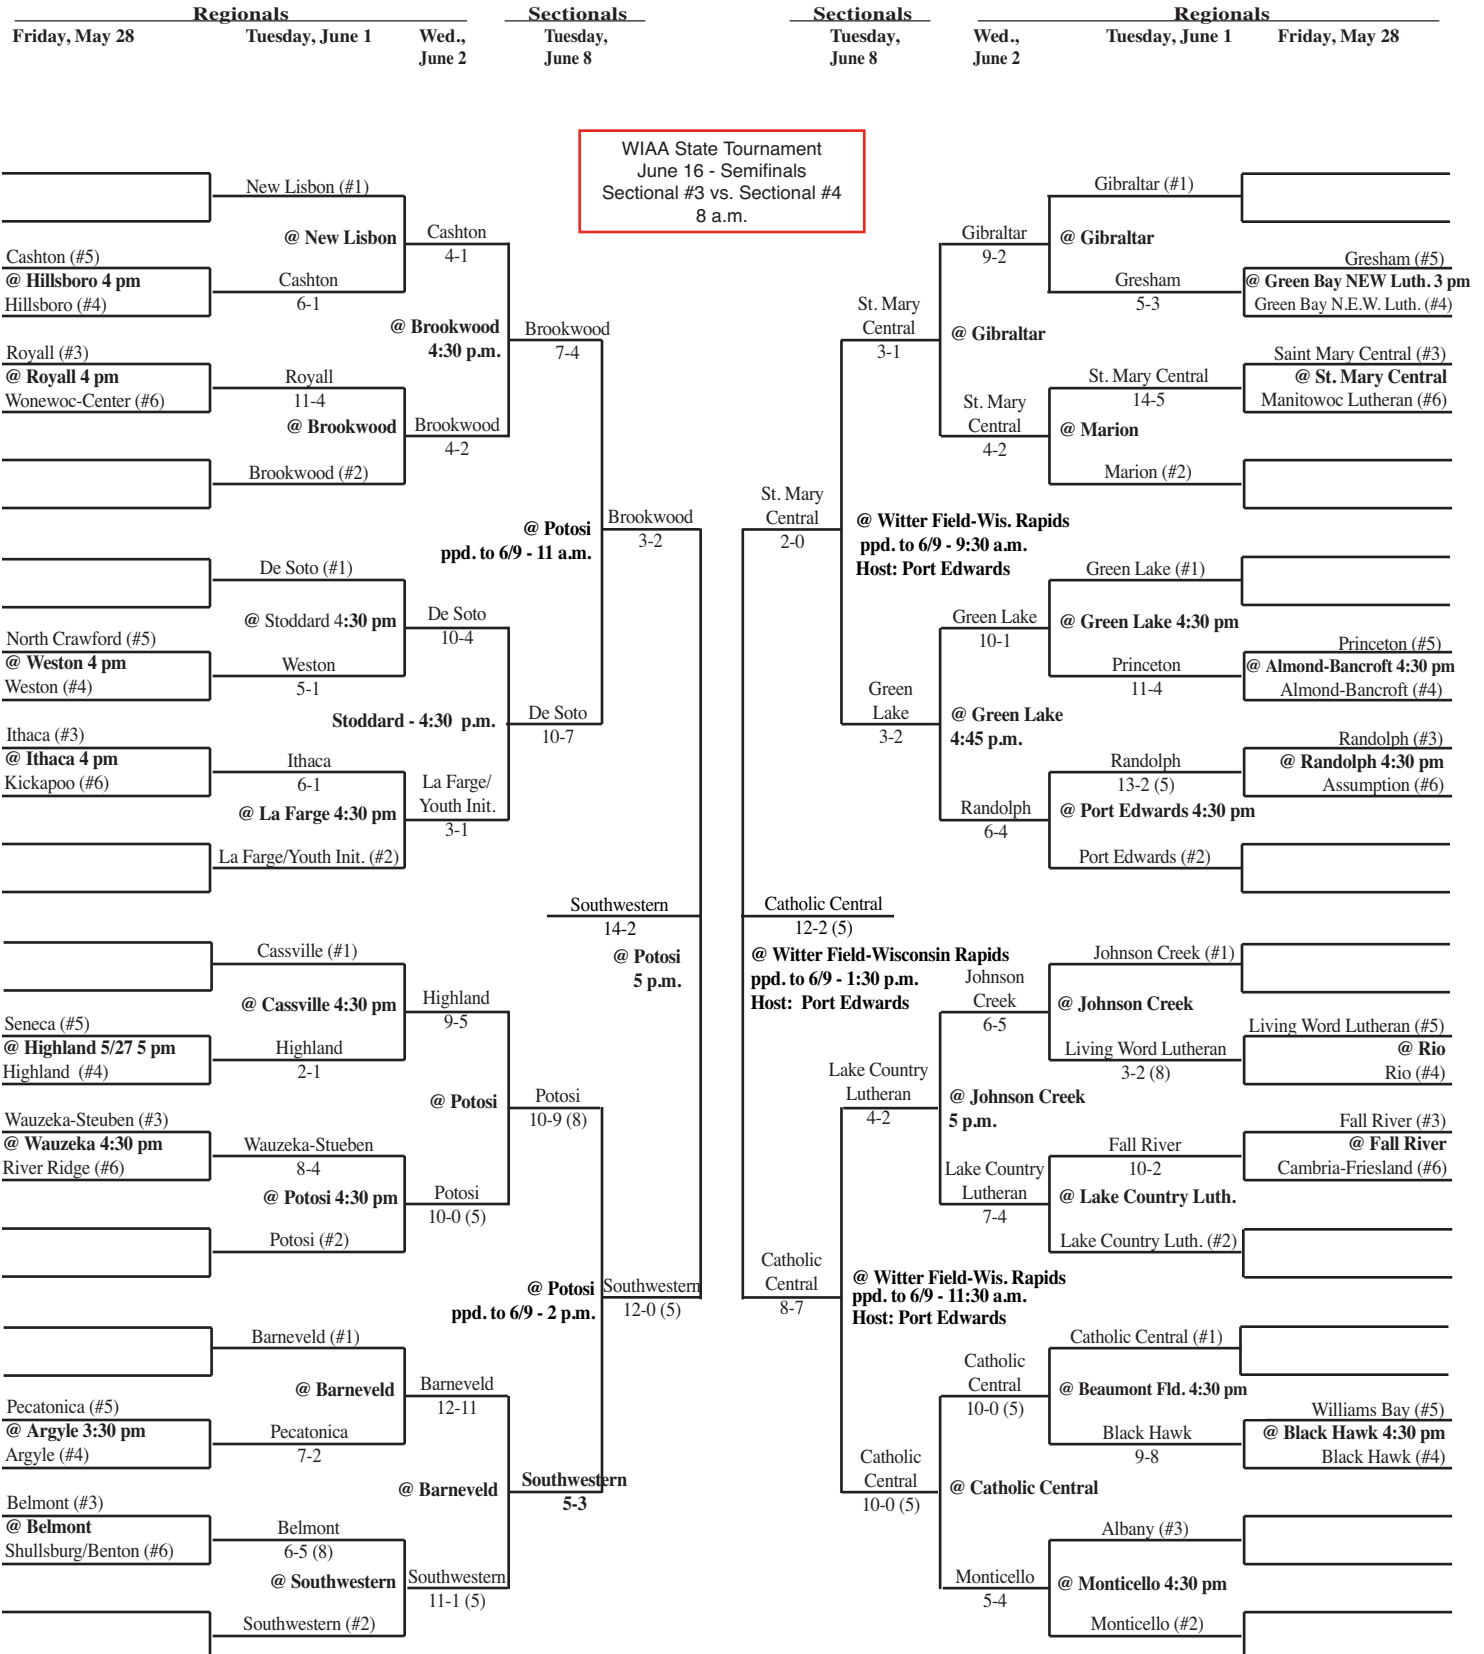 Regionals
Sectionals
Sectionals
Regionals
Friday, May 28
Tuesday, June 1
Wed.,
June 2
Tuesday,
June 8
Tuesday,
June 8
Wed.,
June 2
Tuesday, June 1
Friday, May 28
WIAA State Tournament
June 16 - Semifinals
Sectional #3 vs. Sectional #4
8 a.m.
New Lisbon (#1)
@ New Lisbon
Cashton
4-1
Cashton (#5)
@ Hillsboro 4 pm
Hillsboro (#4)
Cashton
6-1
@ Brookwood
4:30 p.m.
Brookwood
7-4
Royall (#3)
@ Royall 4 pm
Wonewoc-Center (#6)
Royall
11-4
@ Brookwood
Brookwood
4-2
Brookwood (#2)
@ Potosi
ppd. to 6/9 - 11 a.m.
Brookwood
3-2
De Soto (#1)
@ Stoddard 4:30 pm
De Soto
10-4
North Crawford (#5)
@ Weston 4 pm
Weston (#4)
Weston
5-1
Stoddard - 4:30 p.m.
De Soto
10-7
Ithaca (#3)
@ Ithaca 4 pm
Kickapoo (#6)
Ithaca
6-1
@ La Farge 4:30 pm
La Farge/
Youth Init.
3-1
La Farge/Youth Init. (#2)
Southwestern
14-2
@ Potosi
5 p.m.
Cassville (#1)
@ Cassville 4:30 pm
Highland
9-5
Seneca (#5)
@ Highland 5/27 5 pm
Highland (#4)
Highland
2-1
@ Potosi
Potosi
10-9 (8)
Wauzeka-Steuben (#3)
@ Wauzeka 4:30 pm
River Ridge (#6)
Wauzeka-Stueben
8-4
@ Potosi 4:30 pm
Potosi
10-0 (5)
Potosi (#2)
@ Potosi
ppd. to 6/9 - 2 p.m.
Southwestern
12-0 (5)
Barneveld (#1)
@ Barneveld
Barneveld
12-11
Pecatonica (#5)
@ Argyle 3:30 pm
Argyle (#4)
Pecatonica
7-2
@ Barneveld
Southwestern
5-3
Belmont (#3)
@ Belmont
Shullsburg/Benton (#6)
Belmont
6-5 (8)
@ Southwestern
Southwestern
11-1 (5)
Southwestern (#2)
Gibraltar (#1)
Gibraltar
9-2
@ Gibraltar
Gresham (#5)
@ Green Bay NEW Luth. 3 pm
Green Bay N.E.W. Luth. (#4)
Gresham
5-3
St. Mary
Central
3-1
@ Gibraltar
Saint Mary Central (#3)
@ St. Mary Central
Manitowoc Lutheran (#6)
St. Mary Central
14-5
St. Mary
Central
4-2
@ Marion
Marion (#2)
St. Mary
Central
2-0
@ Witter Field-Wis. Rapids
ppd. to 6/9 - 9:30 a.m.
Host: Port Edwards
Green Lake (#1)
Green Lake
10-1
@ Green Lake 4:30 pm
Princeton (#5)
@ Almond-Bancroft 4:30 pm
Almond-Bancroft (#4)
Princeton
11-4
Green
Lake
3-2
@ Green Lake
4:45 p.m.
Randolph (#3)
@ Randolph 4:30 pm
Assumption (#6)
Randolph
13-2 (5)
Randolph
6-4
@ Port Edwards 4:30 pm
Port Edwards (#2)
Catholic Central
12-2 (5)
@ Witter Field-Wisconsin Rapids
ppd. to 6/9 - 1:30 p.m.
Host: Port Edwards
Johnson Creek (#1)
Johnson
Creek
6-5
@ Johnson Creek
Living Word Lutheran (#5)
@ Rio
Rio (#4)
Living Word Lutheran
3-2 (8)
Lake Country
Lutheran
4-2
@ Johnson Creek
5 p.m.
Fall River (#3)
@ Fall River
Cambria-Friesland (#6)
Fall River
10-2
Lake Country
Lutheran
7-4
@ Lake Country Luth.
Lake Country Luth. (#2)
Catholic
Central
8-7
@ Witter Field-Wis. Rapids
ppd. to 6/9 - 11:30 a.m.
Host: Port Edwards
Catholic Central (#1)
Catholic
Central
10-0 (5)
@ Beaumont Fld. 4:30 pm
Williams Bay (#5)
@ Black Hawk 4:30 pm
Black Hawk (#4)
Black Hawk
9-8
Catholic
Central
10-0 (5)
@ Catholic Central
Albany (#3)
Monticello
5-4
@ Monticello 4:30 pm
Monticello (#2)